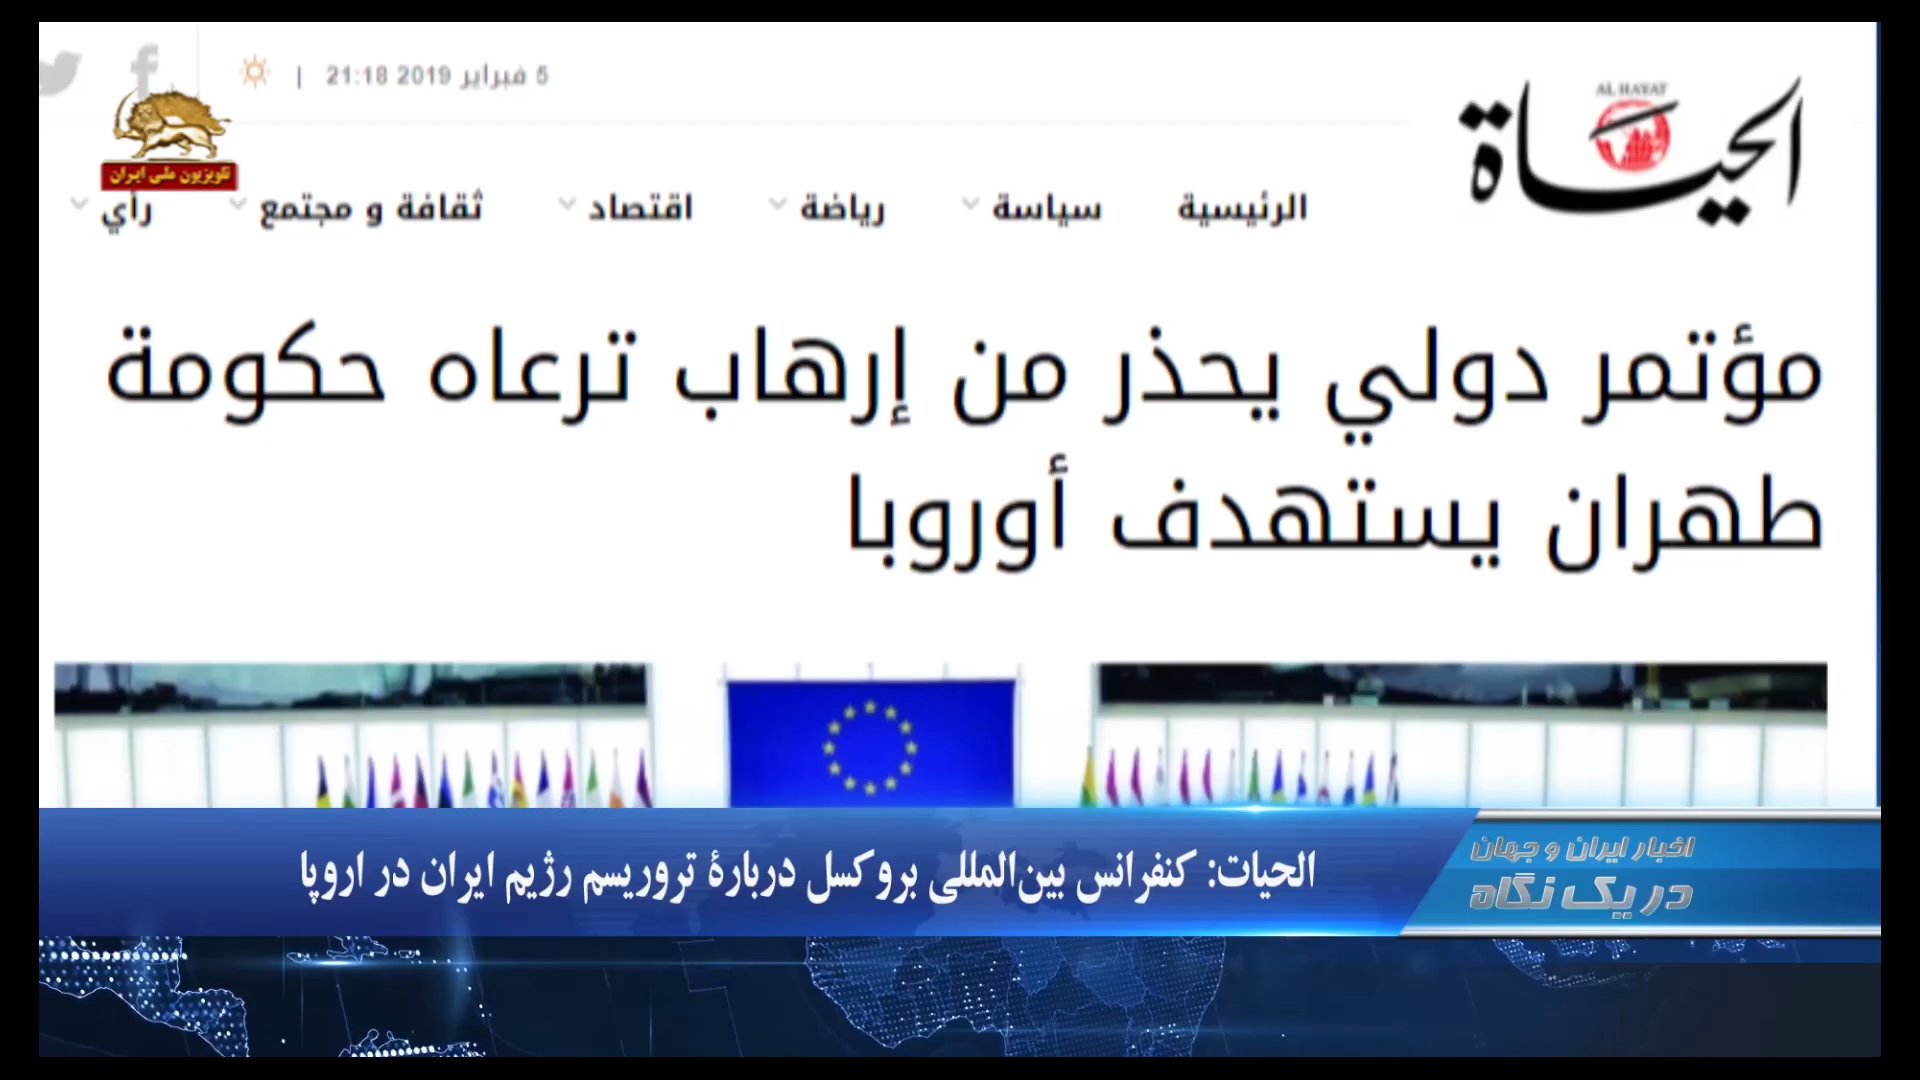 5 فبراير 2019 21:18 |
AL HAYAT
الحياة
تلویزیون ملی ایران
الرئيسية سياسة رياضة اقتصاد ثقافة و مجتمع رأي
مؤتمر دولي يحذر من إرهاب ترعاه حكومة
طهران يستهدف أوروبا
اخبار ایران و جهان
در یک نگاه
الحیات: کنفرانس بین‌المللی بروکسل دربارهٔ تروریسم رژیم ایران در اروپا